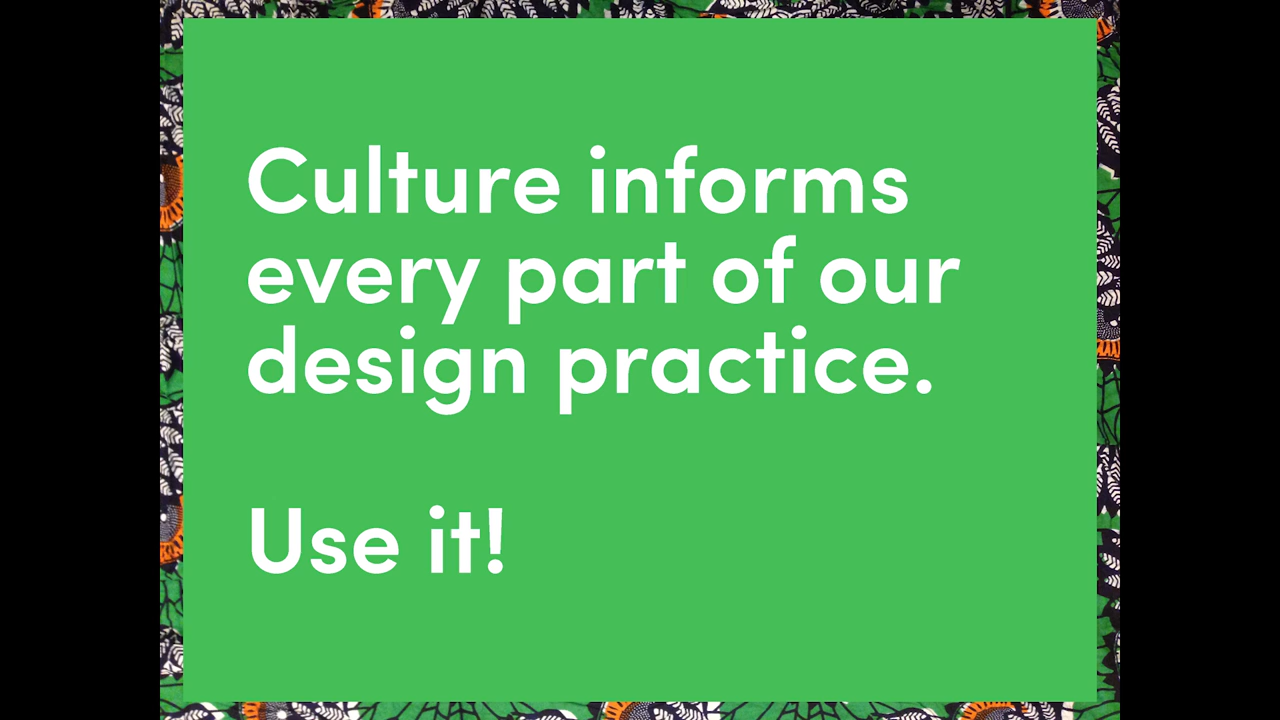 Culture informs
every part of our
design practice.
Use it!